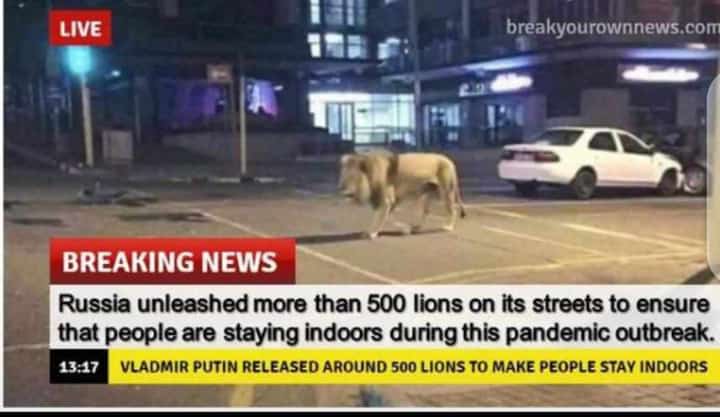 LIVE
breakyourownnews.com
BREAKING NEWS
Russia unleashed more than 500 lions on its streets to ensure
that people are staying indoors during this pandemic outbreak.
13:17 VLADMIR PUTIN RELEASED AROUND 500 LIONS TO MAKE PEOPLE STAY INDOORS